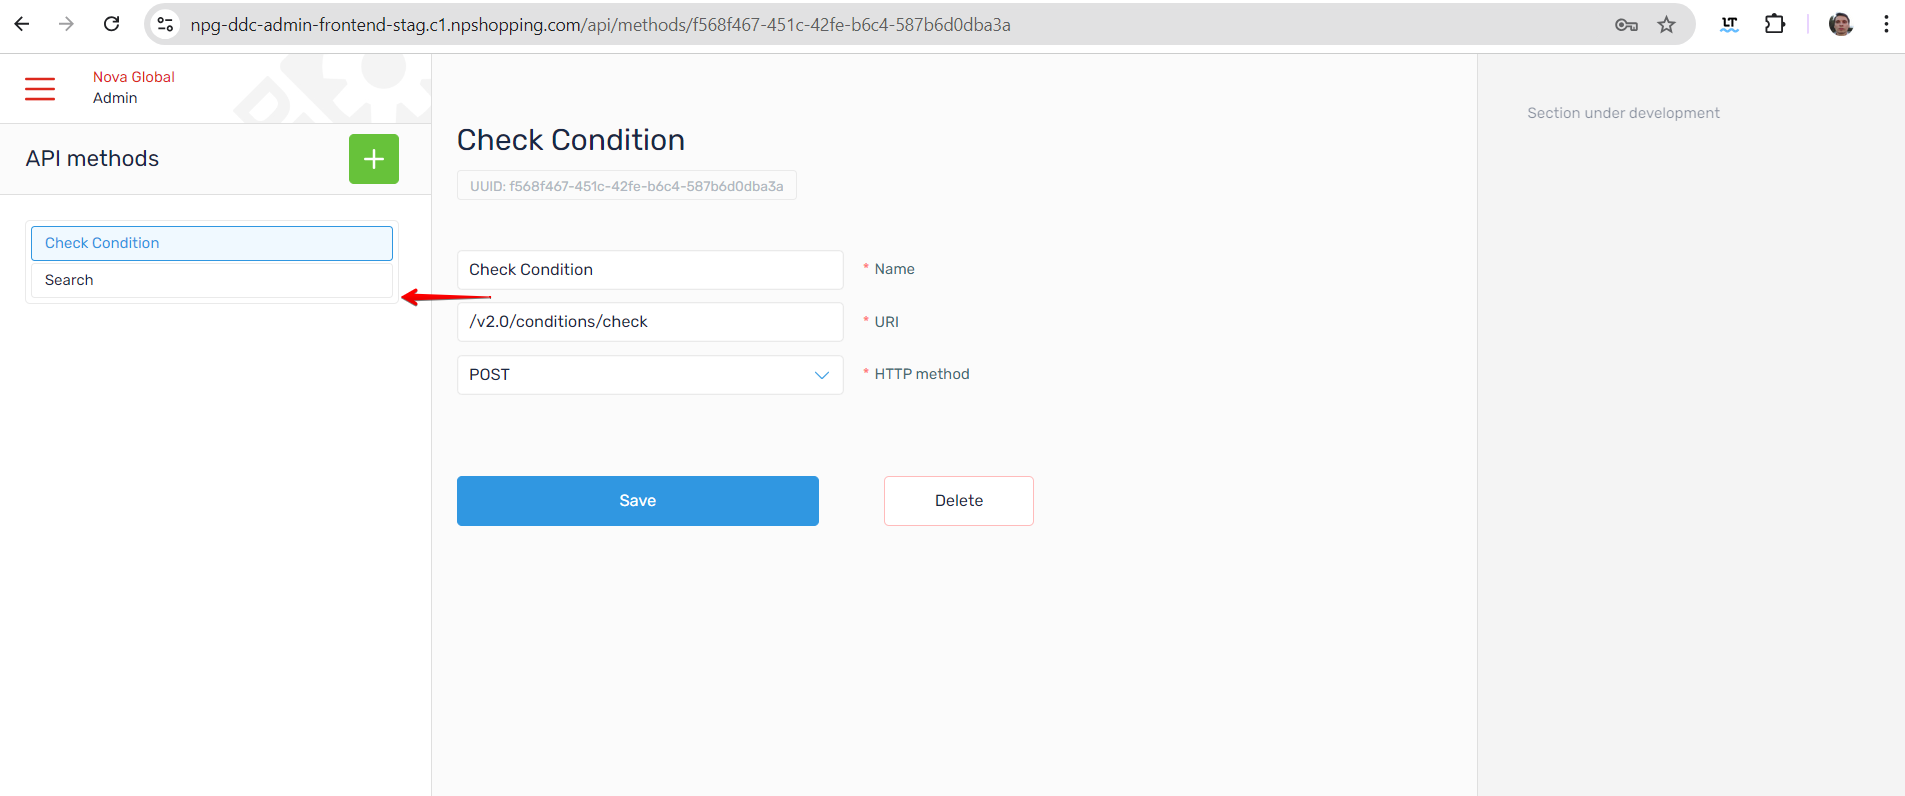 npg-ddc-admin-frontend-stag.c1.npshopping.com/api/methods/f568f467-451c-42fe-b6c4-587b6d0dba3a
LT
Nova Global
Admin
API methods
Check Condition
Search
Check Condition
UUID: f568f467-451c-42fe-b6c4-587b6d0dba3a
Check Condition
* Name
/v2.0/conditions/check
* URI
POST
* HTTP method
Save
Delete
Section under development